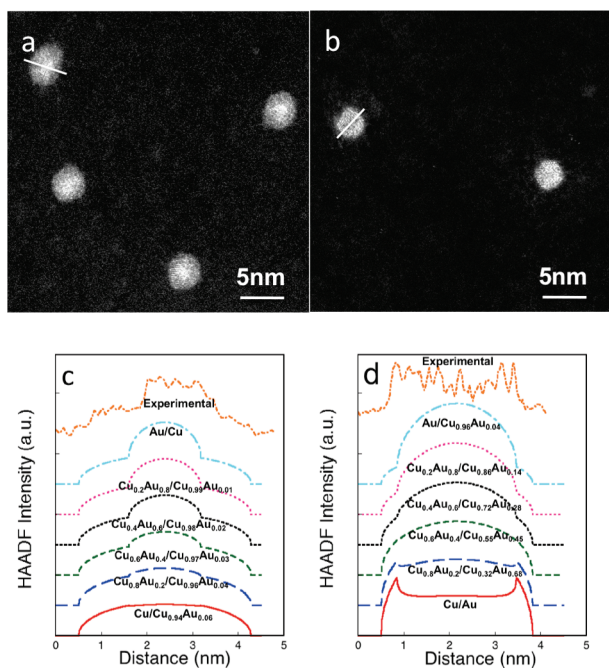 a
b
5nm
5nm
c
Experimental
Au/Cu
Cu0.2Au0.8/Cu0.99Au0.01
Cu0.4Au0.6/Cu0.98Au0.02
Cu0.6Au0.4/Cu0.97Au0.03
Cu0.8Au0.2/Cu0.96Au0.04
Cu/Cu0.94Au0.06
HAADF Intensity (a.u.)
0 1 2 3 4 5
Distance (nm)
d
Experimental
Au/Cu0.96Au0.04
Cu0.2Au0.8/Cu0.86Au0.14
Cu0.4Au0.6/Cu0.72Au0.28
Cu0.6Au0.4/Cu0.55Au0.45
Cu0.8Au0.2/Cu0.32Au0.68
Cu/Au
HAADF Intensity (a.u.)
0 1 2 3 4 5
Distance (nm)